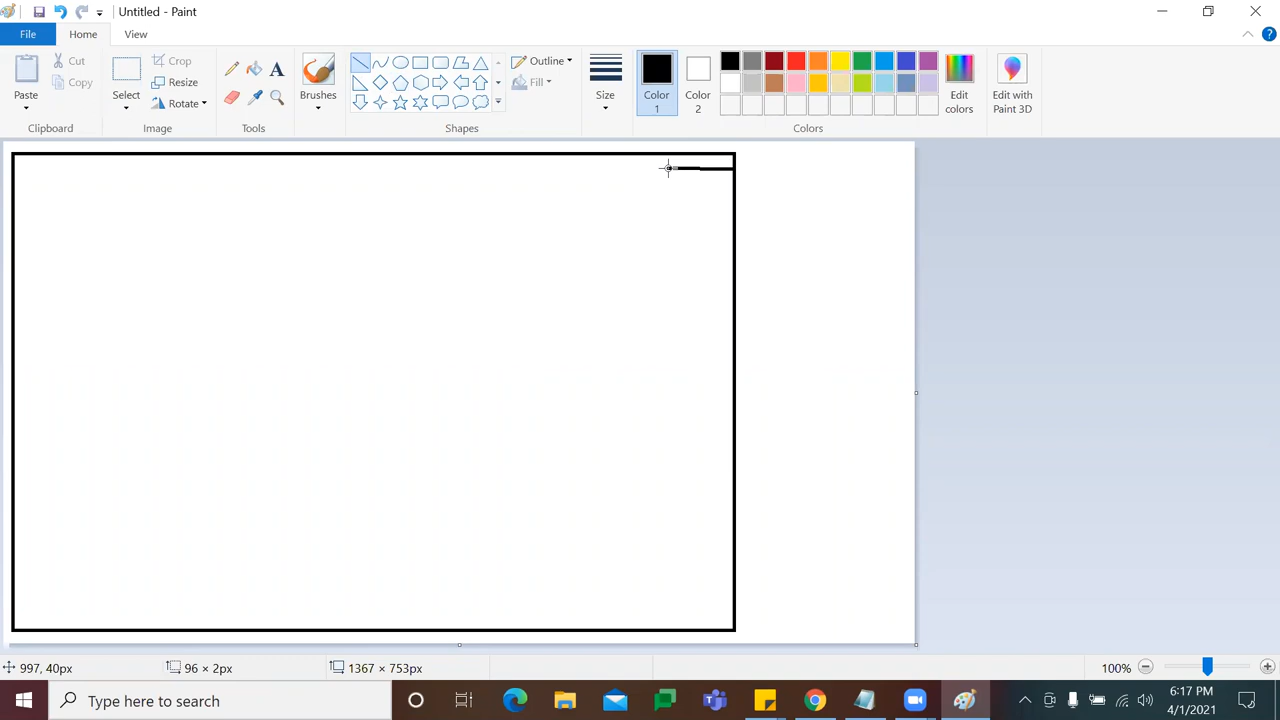 Untitled - Paint
File
Home
View
Paste
Cut
Copy
Clipboard
Select
Crop
Resize
Rotate
Image
A
Tools
Brushes
Shapes
Outline
Fill
Size
Color
1
Color
2
Edit
colors
Colors
Edit with
Paint 3D
997, 40px
96 × 2px
1367 × 753px
100%
Type here to search
6:17 PM
4/1/2021